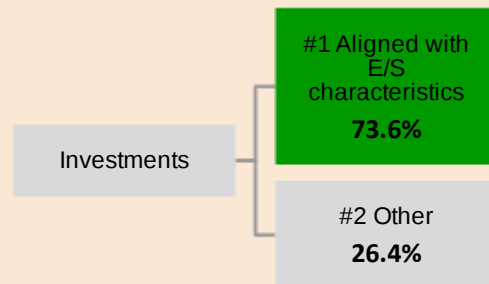 #1 Aligned with
E/S
characteristics
73.6%
Investments
#2 Other
26.4%